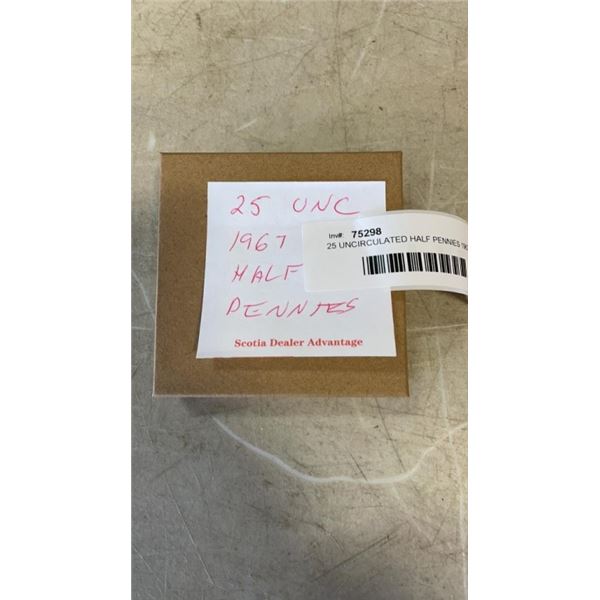 25 UNC
1967
HALF
PENNIES
Scotia Dealer Advantage
Inv#: 75298
25 UNCIRCULATED HALF PENNIES